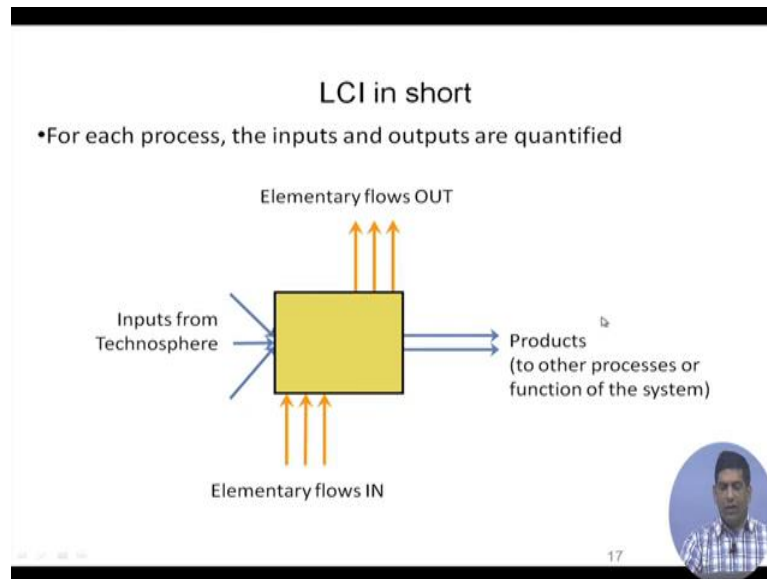 LCI in short
•For each process, the inputs and outputs are quantified
Elementary flows OUT
Inputs from
Technosphere
Products
(to other processes or
function of the system)
Elementary flows IN
17